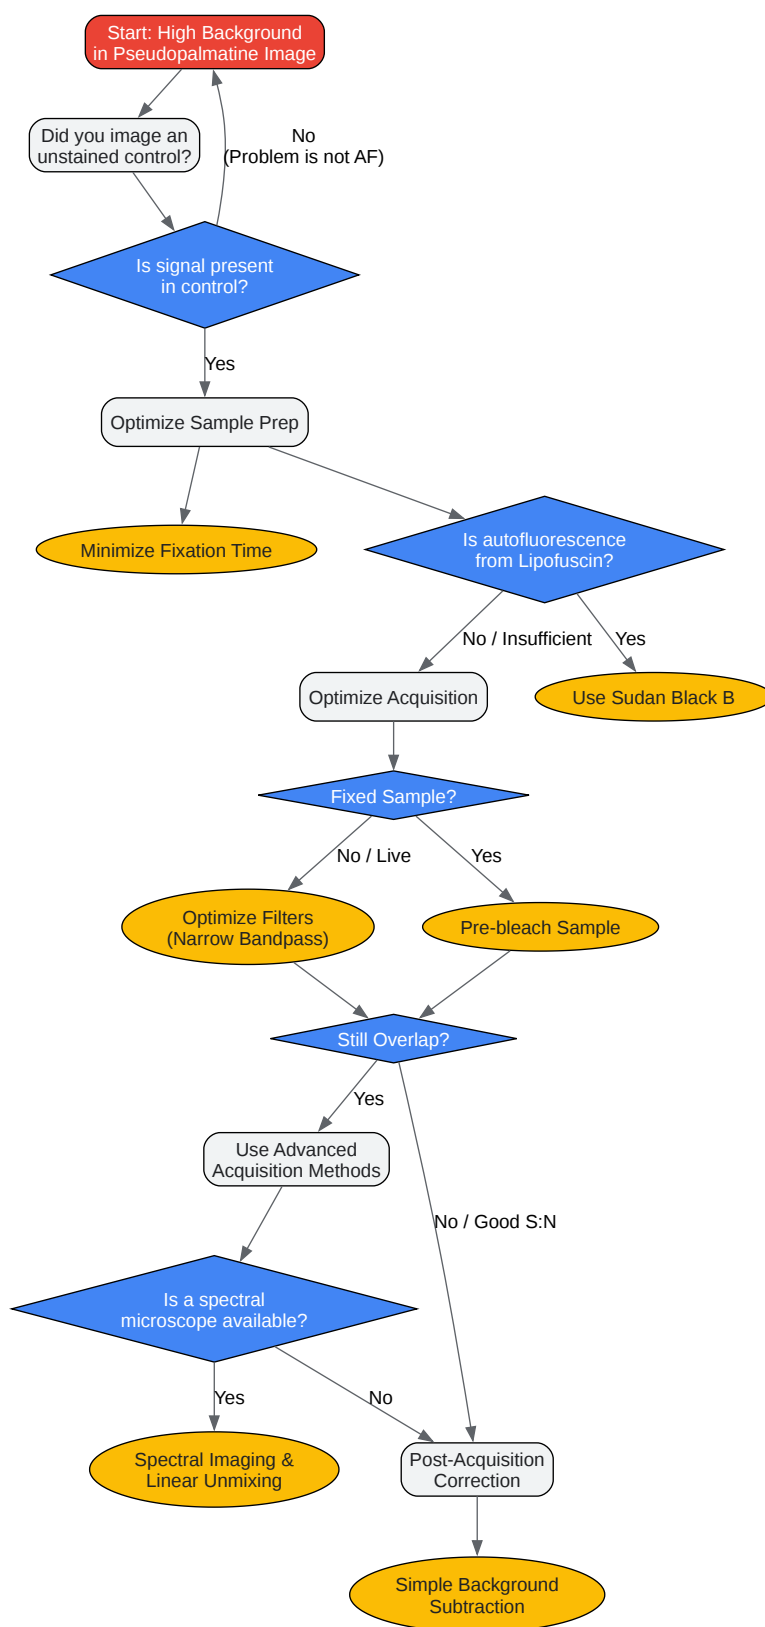 Start: High Background
in Pseudopalmatine Image
Did you image an
unstained control?
No
(Problem is not AF)
Is signal present
in control?
Yes
Optimize Sample Prep
Minimize Fixation Time
Is autofluorescence
from Lipofuscin?
No / Insufficient
Yes
Optimize Acquisition
Use Sudan Black B
Fixed Sample?
No / Live
Yes
Optimize Filters
(Narrow Bandpass)
Pre-bleach Sample
Still Overlap?
Yes
Use Advanced
Acquisition Methods
No / Good S:N
Is a spectral
microscope available?
Yes
No
Spectral Imaging &
Linear Unmixing
Post-Acquisition
Correction
Simple Background
Subtraction